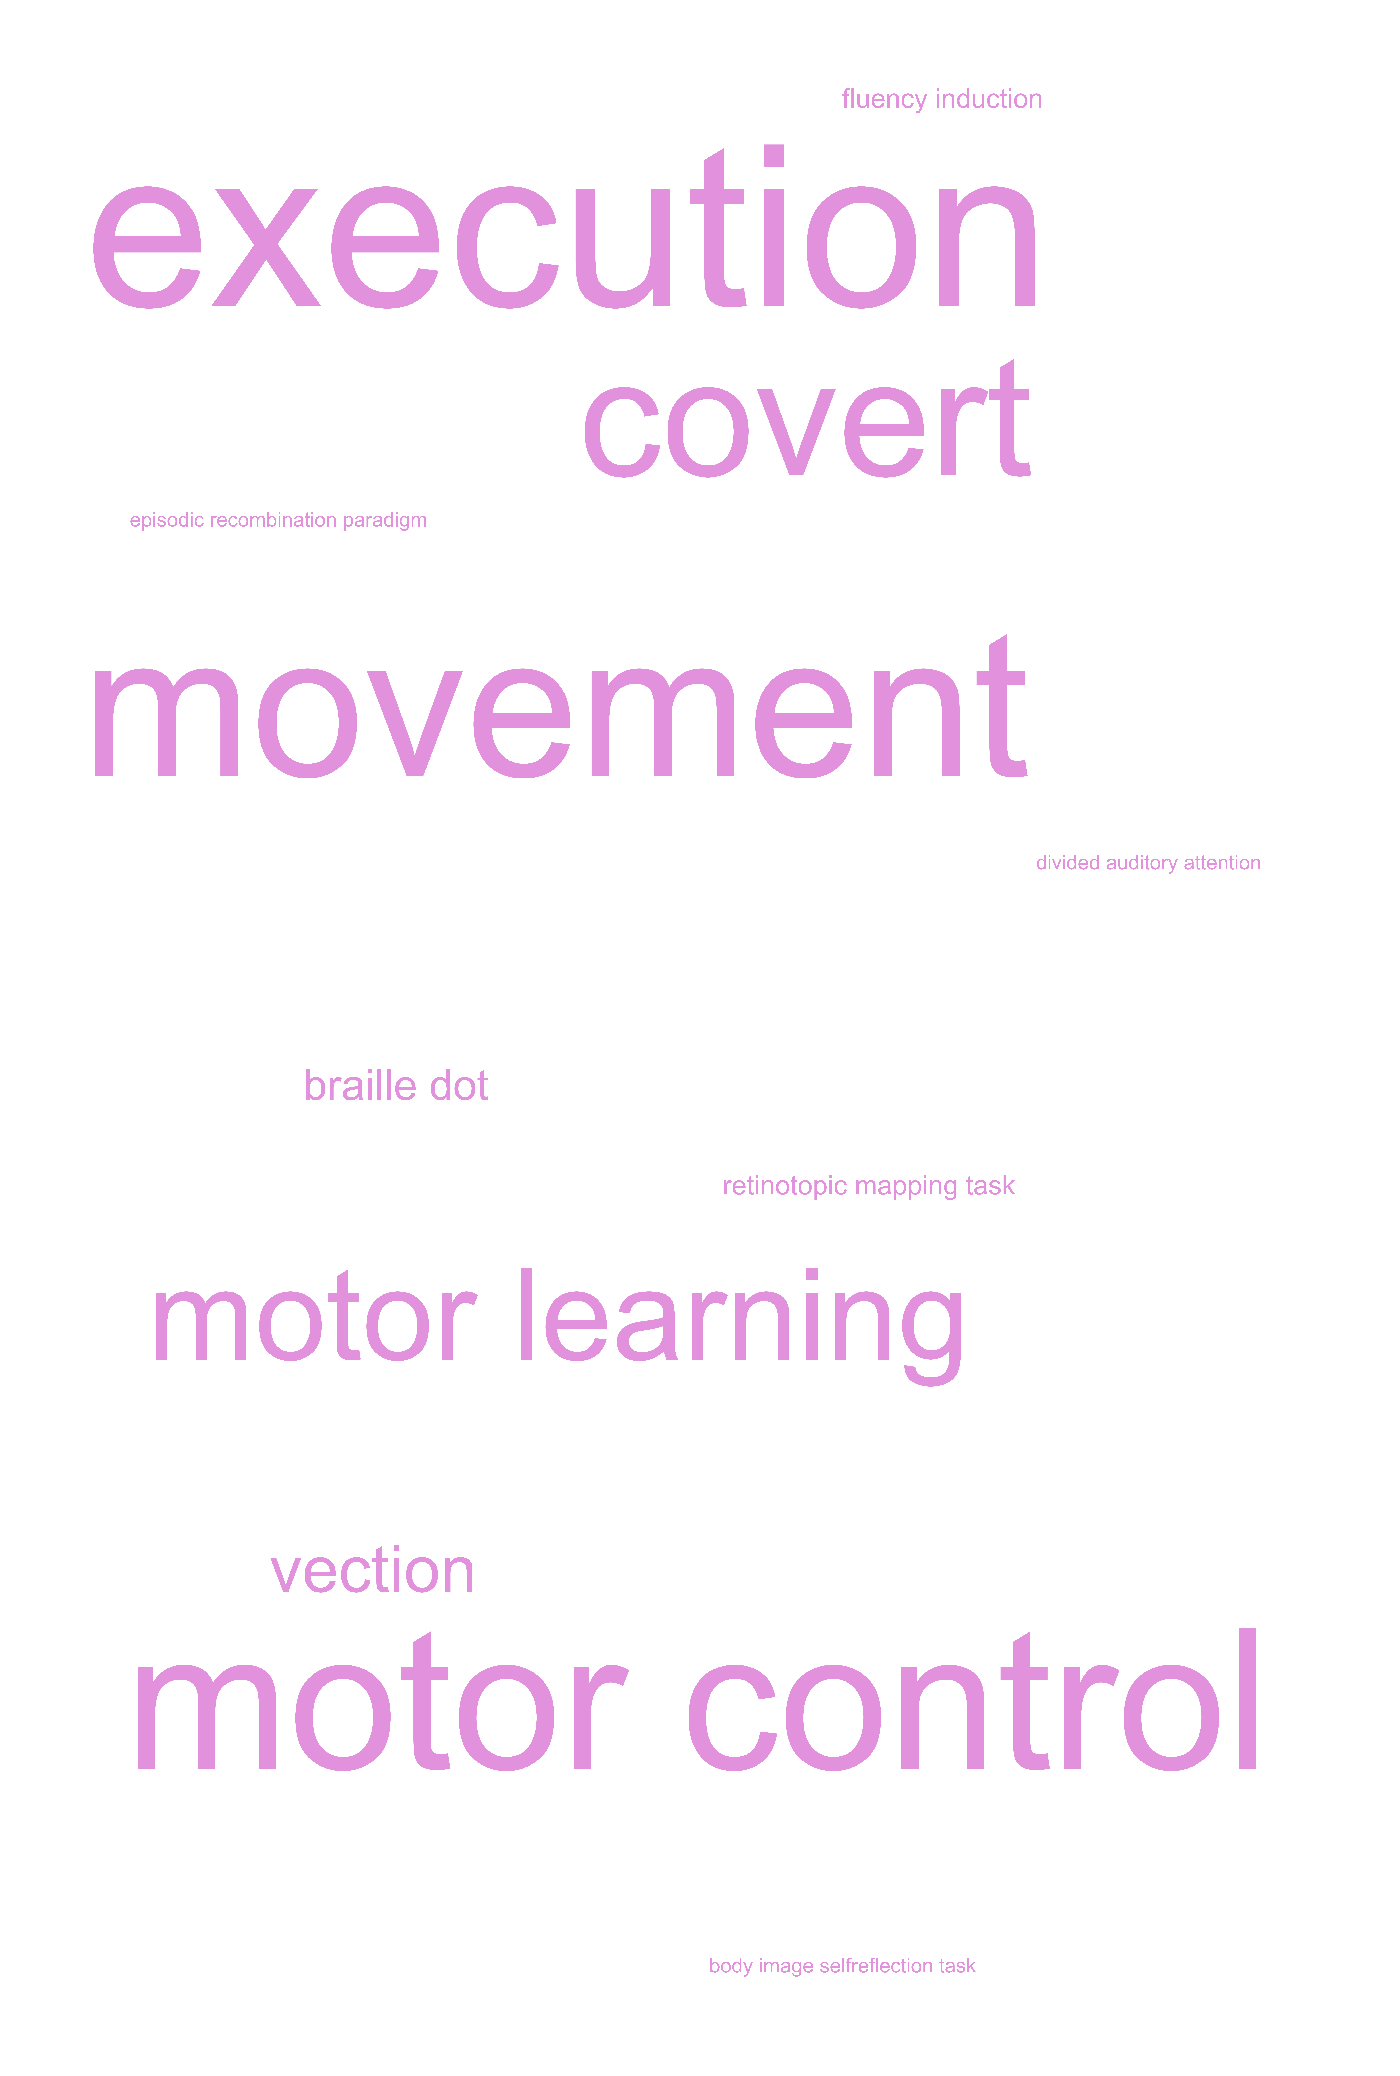 fluency induction
execution
covert
episodic recombination paradigm
movement
divided auditory attention
braille dot
retinotopic mapping task
motor learning
vection
motor control
body image selfreflection task